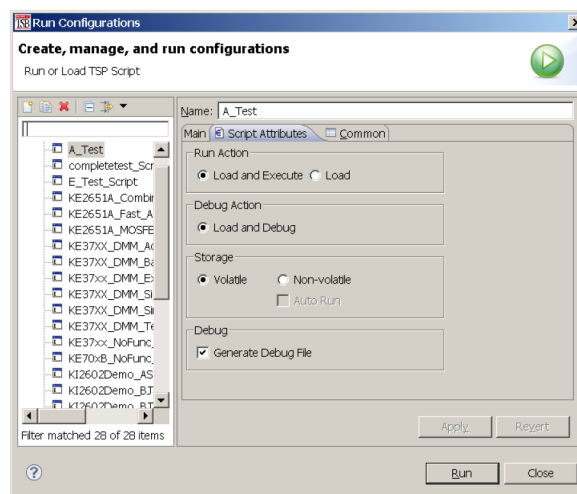 TSB Run Configurations
Create, manage, and run configurations
Run or Load TSP Script
Name: A_Test
Main Script Attributes Common
A_Test
completetest_Scr
E_Test_Script
KE2651A_Combin
KE2651A_Fast_A
KE2651A_MOSFE
KE37XX_DMM_Ac
KE37XX_DMM_Ba
KE37xx_DMM_Ex
KE37XX_DMM_Si
KE37XX_DMM_Sin
KE37XX_DMM_Te
KE37xx_NoFunc_
KE70xB_NoFunc_
KI2602Demo_AS
KI2602Demo_BJ
KI2602Demo_BJ
Filter matched 28 of 28 items
Run Action
Load and Execute Load
Debug Action
Load and Debug
Storage
Volatile Non-volatile
Auto Run
Debug
Generate Debug File
Apply Revert
Run Close